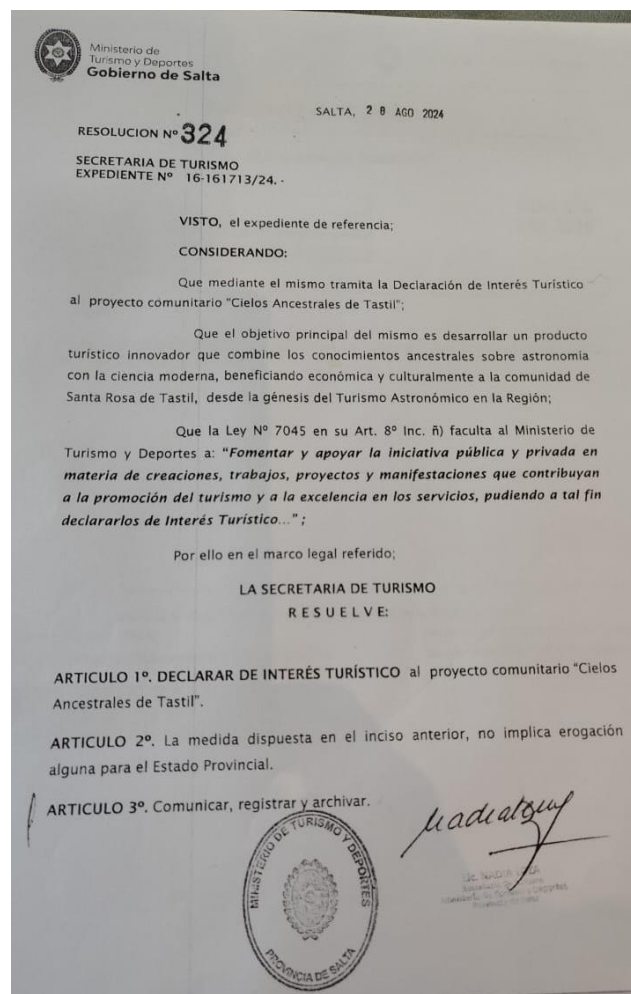 Ministerio de
Turismo y Deportes
Gobierno de Salta
SALTA, 28 AGO 2024
RESOLUCION Nº 324
SECRETARIA DE TURISMO
EXPEDIENTE Nº 16-161713/24. -
VISTO, el expediente de referencia;
CONSIDERANDO:
Que mediante el mismo tramita la Declaración de Interés Turístico
al proyecto comunitario "Cielos Ancestrales de Tastil";
Que el objetivo principal del mismo es desarrollar un producto
turístico innovador que combine los conocimientos ancestrales sobre astronomía
con la ciencia moderna, beneficiando económica y culturalmente a la comunidad de
Santa Rosa de Tastil, desde la génesis del Turismo Astronómico en la Región;
Que la Ley Nº 7045 en su Art. 8º Inc. ñ) faculta al Ministerio de
Turismo y Deportes a: "Fomentar y apoyar la iniciativa pública y privada en
materia de creaciones, trabajos, proyectos y manifestaciones que contribuyan
a la promoción del turismo y a la excelencia en los servicios, pudiendo a tal fin
declararlos de Interés Turístico...";
Por ello en el marco legal referido;
LA SECRETARIA DE TURISMO
R E S U E L V E:
ARTICULO 1º. DECLARAR DE INTERÉS TURÍSTICO al proyecto comunitario "Cielos
Ancestrales de Tastil".
ARTICULO 2º. La medida dispuesta en el inciso anterior, no implica erogación
alguna para el Estado Provincial.
ARTICULO 3º. Comunicar, registrar y archivar.
MINISTERIO DE TURISMO Y DEPORTES
PROVINCIA DE SALTA
Lic. NADIA